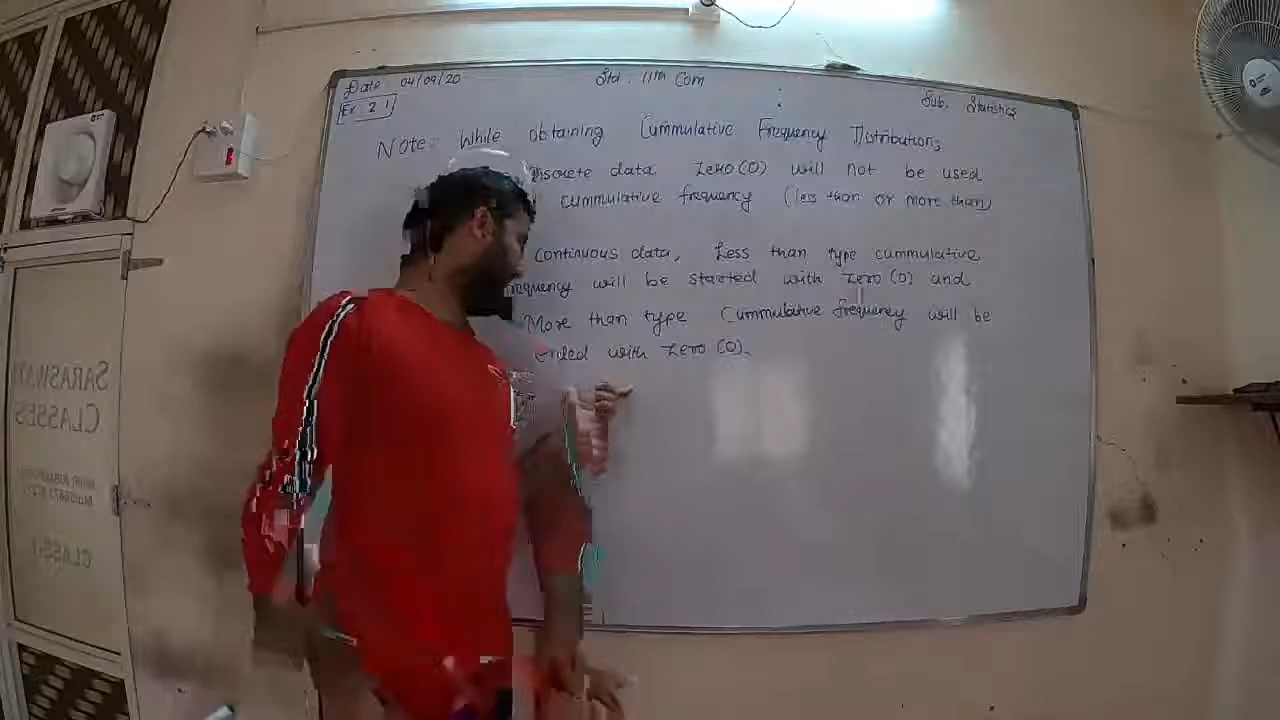 Date 04/09/20
Std. 11th Com
Sub. Statistics
Ex 2.1
Note: While obtaining Cummulative Frequency Distributions,
discrete data. Zero (0) will not be used
cummulative frequency (less than or more than)
continuous data, Less than type cummulative
frequency will be started with Zero (0) and
More than type Cummulative frequency will be
ended with Zero (0).
SARASWATI
CLASSES